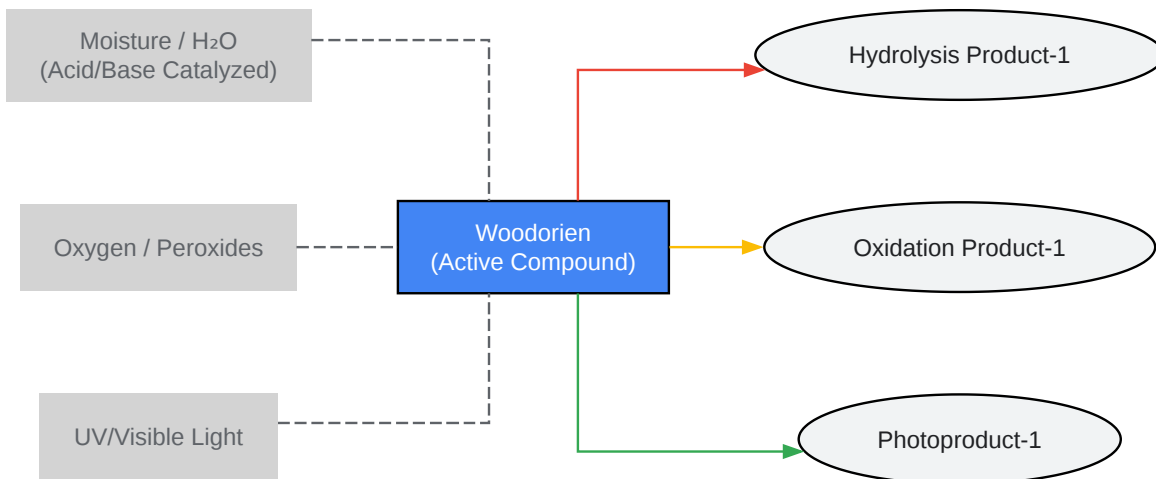 Moisture / H₂O
(Acid/Base Catalyzed)
Hydrolysis Product-1
Woodorien
(Active Compound)
Oxygen / Peroxides
Oxidation Product-1
UV/Visible Light
Photoproduct-1